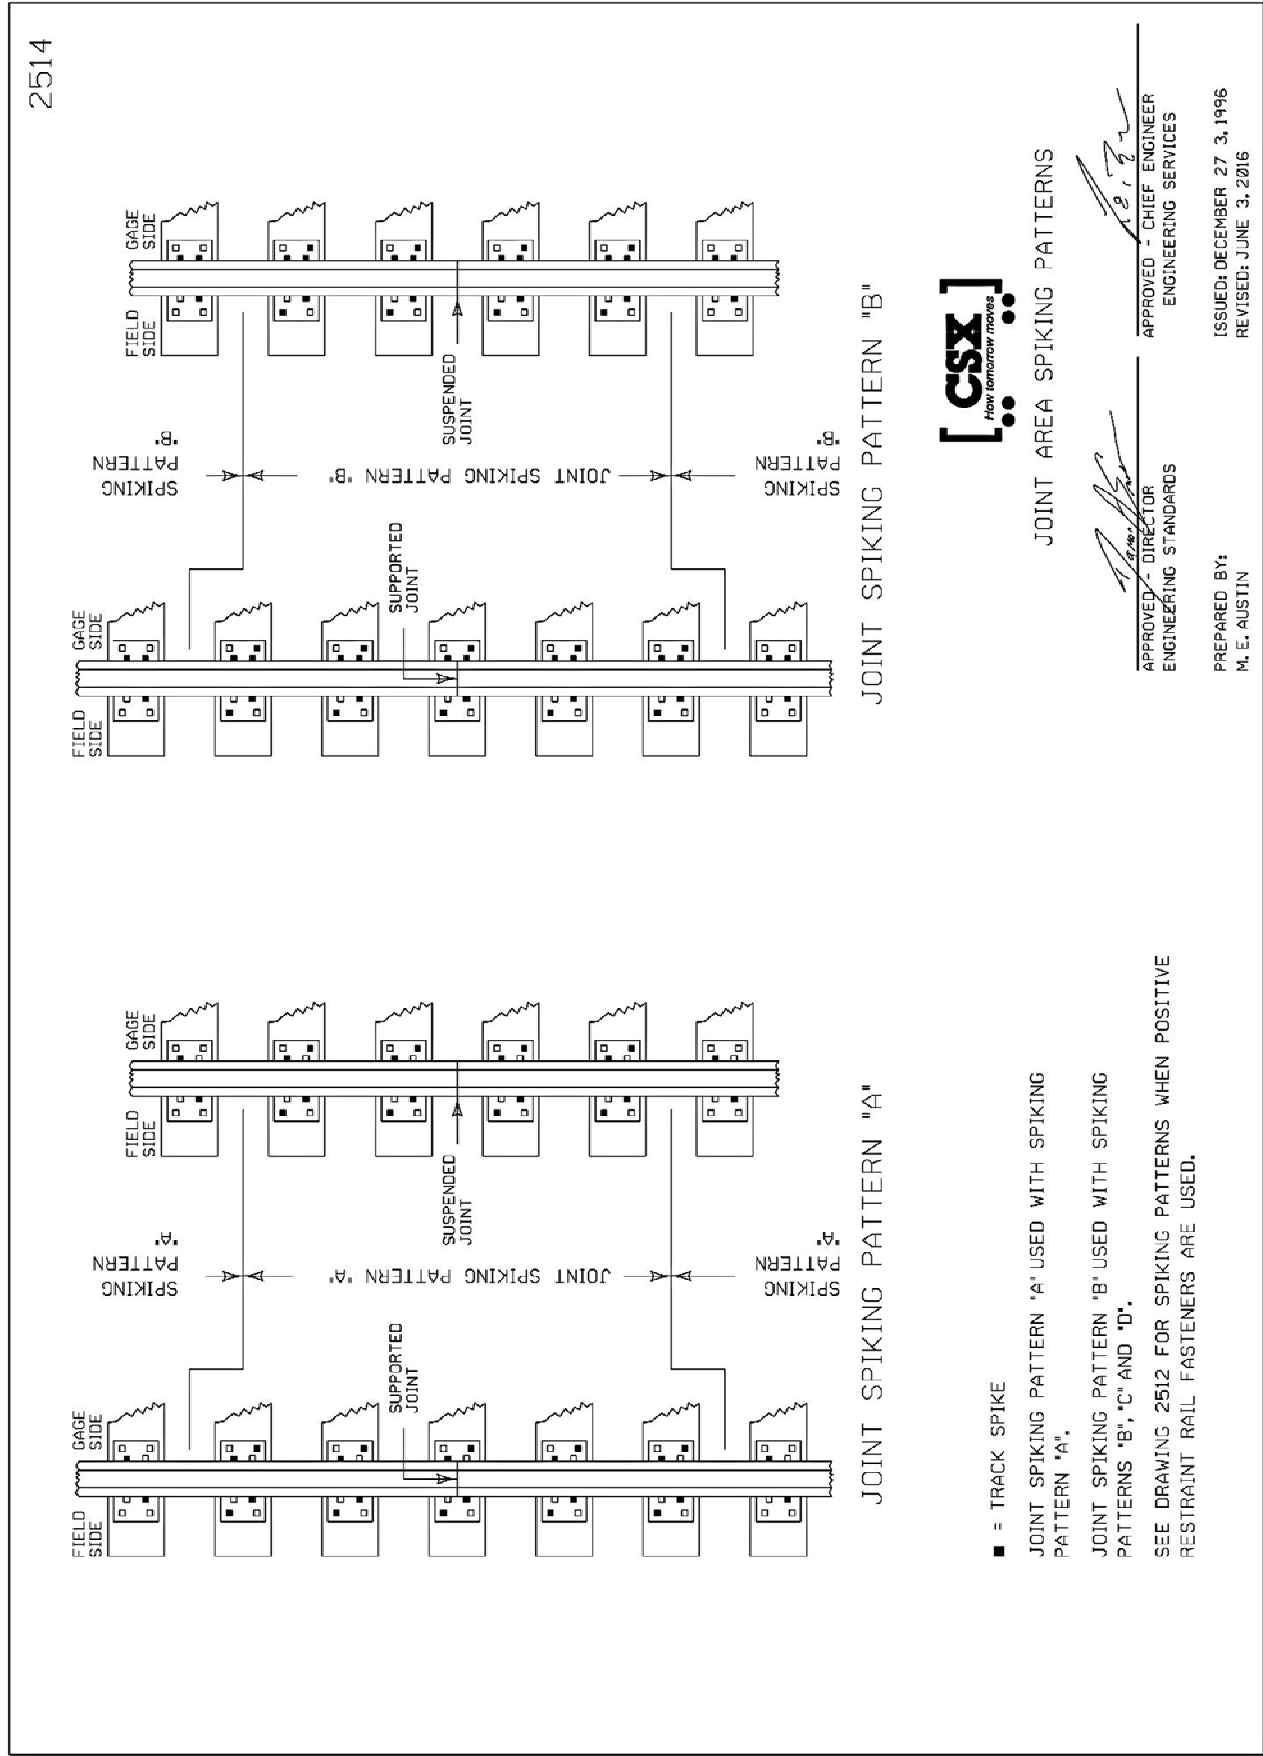 2514
FIELD
SIDE
GAGE
SIDE
SUPPORTED
JOINT
SPIKING
PATTERN
"A"
JOINT SPIKING PATTERN "A"
SPIKING
PATTERN
"A"
FIELD
SIDE
GAGE
SIDE
SUSPENDED
JOINT
JOINT SPIKING PATTERN "A"
FIELD
SIDE
GAGE
SIDE
SUPPORTED
JOINT
SPIKING
PATTERN
"B"
JOINT SPIKING PATTERN "B"
SPIKING
PATTERN
"B"
FIELD
SIDE
GAGE
SIDE
SUSPENDED
JOINT
JOINT SPIKING PATTERN "B"
■ = TRACK SPIKE
JOINT SPIKING PATTERN "A" USED WITH SPIKING
PATTERN "A".
JOINT SPIKING PATTERN "B" USED WITH SPIKING
PATTERNS "B", "C" AND "D".
SEE DRAWING 2512 FOR SPIKING PATTERNS WHEN POSITIVE
RESTRAINT RAIL FASTENERS ARE USED.
[CSX]
How tomorrow moves
JOINT AREA SPIKING PATTERNS
APPROVED - DIRECTOR
ENGINEERING STANDARDS
APPROVED - CHIEF ENGINEER
ENGINEERING SERVICES
PREPARED BY:
M. E. AUSTIN
ISSUED: DECEMBER 27 3, 1996
REVISED: JUNE 3, 2016